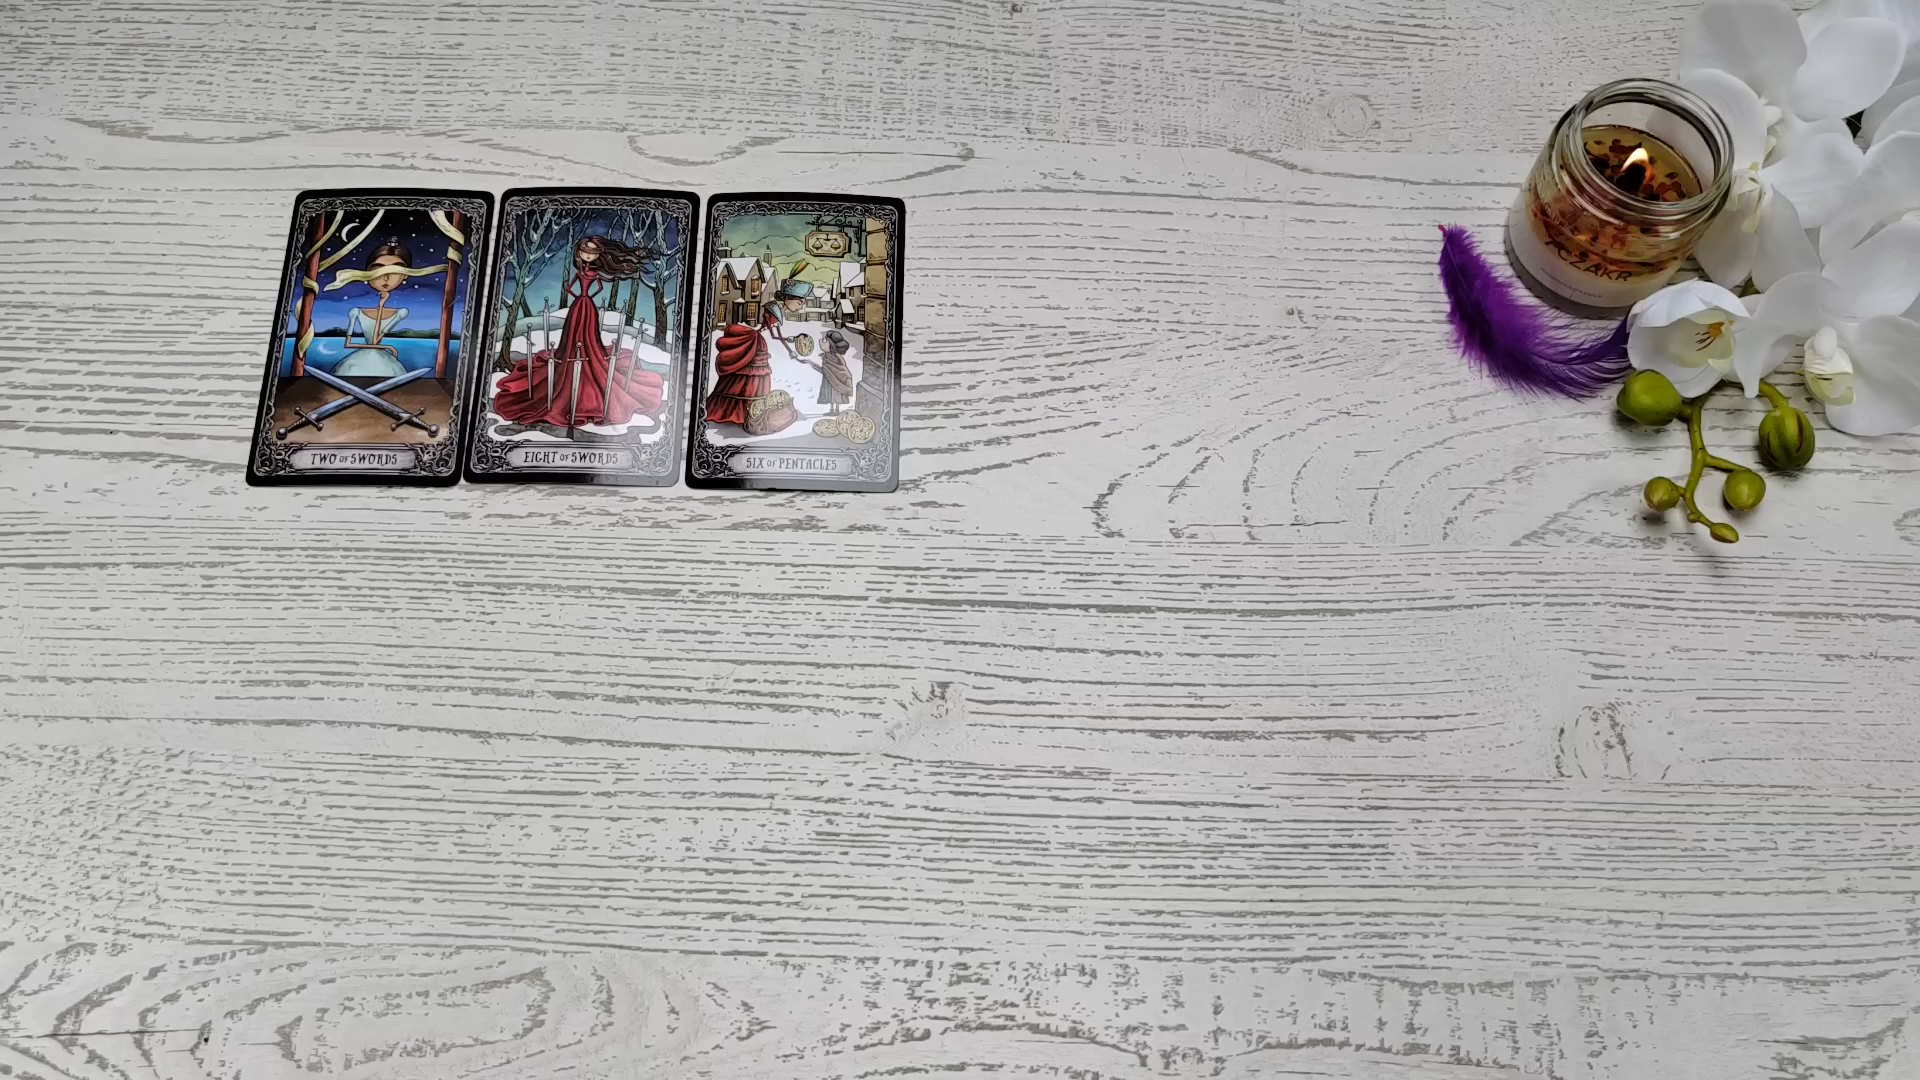 TWO OF SWORDS
EIGHT OF SWORDS
SIX OF PENTACLES
CZAKR